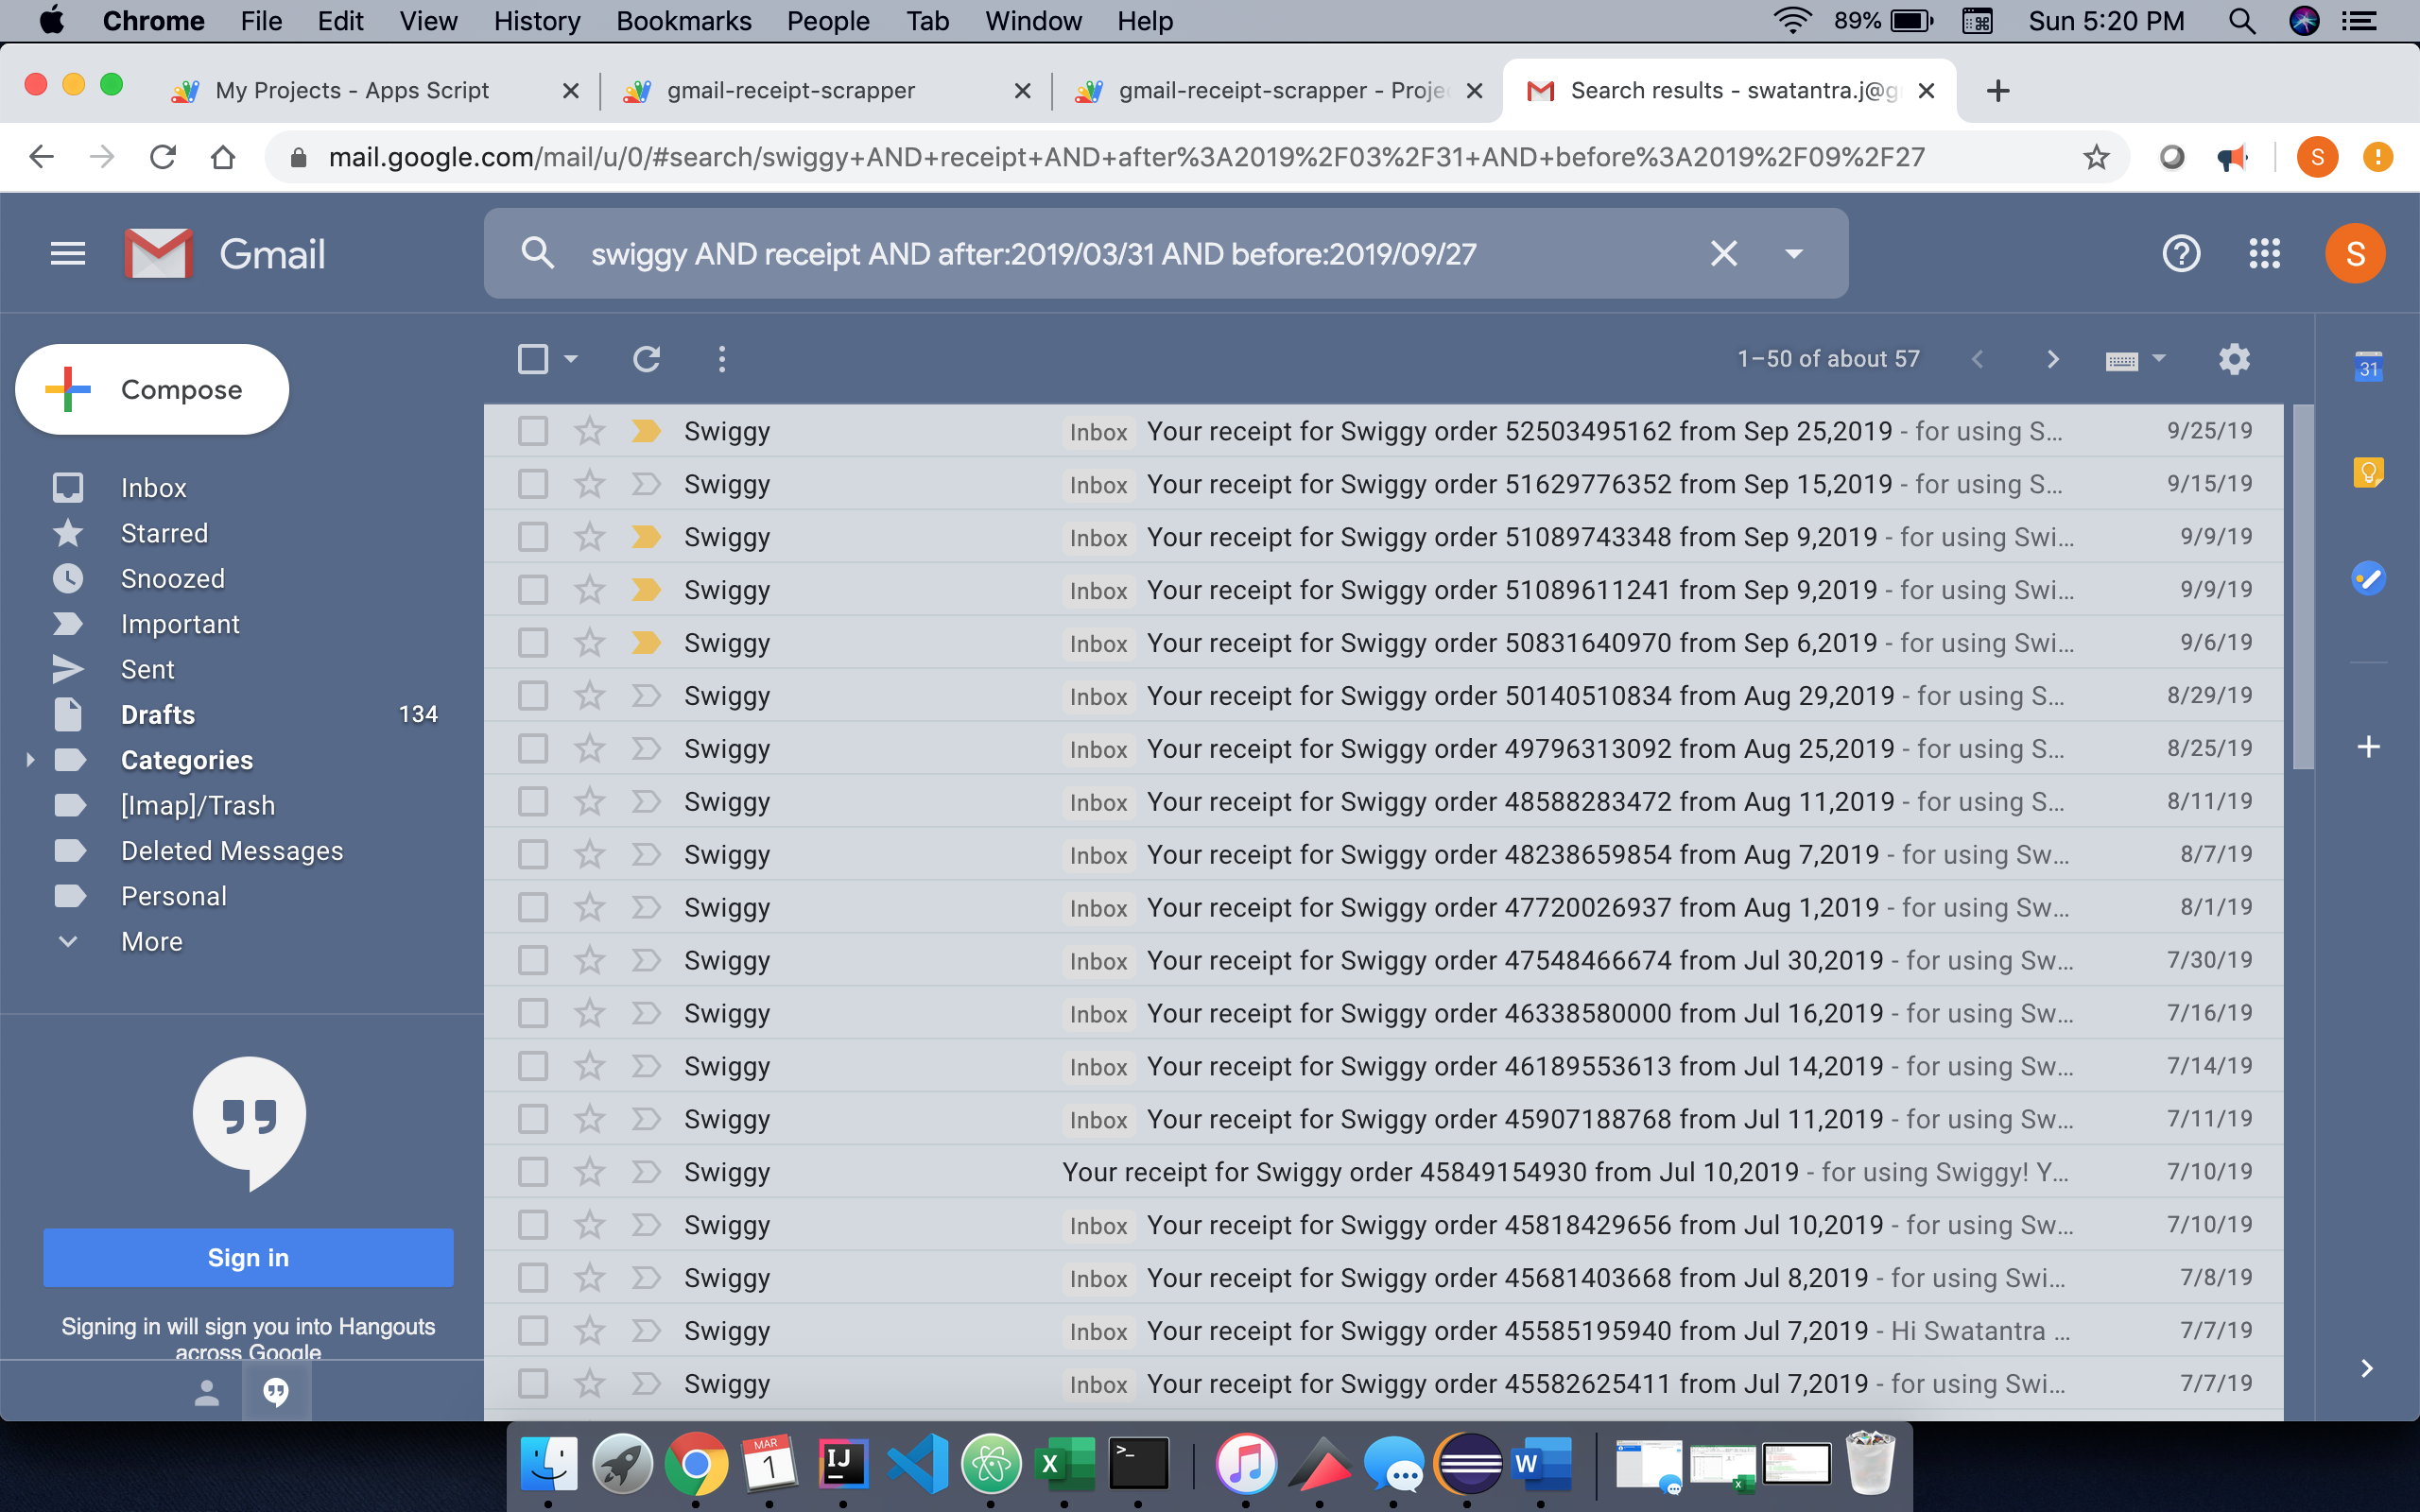 Chrome File Edit View History Bookmarks People Tab Window Help 89% Sun 5:20 PM
My Projects - Apps Script gmail-receipt-scrapper gmail-receipt-scrapper - Proje Search results - swatantra.j@g
mail.google.com/mail/u/0/#search/swiggy+AND+receipt+AND+after%3A2019%2F03%2F31+AND+before%3A2019%2F09%2F27 S
Gmail swiggy AND receipt AND after:2019/03/31 AND before:2019/09/27 S
1–50 of about 57
31
Compose
Inbox
Starred
Snoozed
Important
Sent
Drafts 134
Categories
[Imap]/Trash
Deleted Messages
Personal
More
Sign in
Signing in will sign you into Hangouts
across Google
Swiggy Inbox Your receipt for Swiggy order 52503495162 from Sep 25,2019 - for using S... 9/25/19
Swiggy Inbox Your receipt for Swiggy order 51629776352 from Sep 15,2019 - for using S... 9/15/19
Swiggy Inbox Your receipt for Swiggy order 51089743348 from Sep 9,2019 - for using Swi... 9/9/19
Swiggy Inbox Your receipt for Swiggy order 51089611241 from Sep 9,2019 - for using Swi... 9/9/19
Swiggy Inbox Your receipt for Swiggy order 50831640970 from Sep 6,2019 - for using Swi... 9/6/19
Swiggy Inbox Your receipt for Swiggy order 50140510834 from Aug 29,2019 - for using S... 8/29/19
Swiggy Inbox Your receipt for Swiggy order 49796313092 from Aug 25,2019 - for using S... 8/25/19
Swiggy Inbox Your receipt for Swiggy order 48588283472 from Aug 11,2019 - for using S... 8/11/19
Swiggy Inbox Your receipt for Swiggy order 48238659854 from Aug 7,2019 - for using Sw... 8/7/19
Swiggy Inbox Your receipt for Swiggy order 47720026937 from Aug 1,2019 - for using Sw... 8/1/19
Swiggy Inbox Your receipt for Swiggy order 47548466674 from Jul 30,2019 - for using Sw... 7/30/19
Swiggy Inbox Your receipt for Swiggy order 46338580000 from Jul 16,2019 - for using Sw... 7/16/19
Swiggy Inbox Your receipt for Swiggy order 46189553613 from Jul 14,2019 - for using Sw... 7/14/19
Swiggy Inbox Your receipt for Swiggy order 45907188768 from Jul 11,2019 - for using Sw... 7/11/19
Swiggy Your receipt for Swiggy order 45849154930 from Jul 10,2019 - for using Swiggy! Y... 7/10/19
Swiggy Inbox Your receipt for Swiggy order 45818429656 from Jul 10,2019 - for using Sw... 7/10/19
Swiggy Inbox Your receipt for Swiggy order 45681403668 from Jul 8,2019 - for using Swi... 7/8/19
Swiggy Inbox Your receipt for Swiggy order 45585195940 from Jul 7,2019 - Hi Swatantra ... 7/7/19
Swiggy Inbox Your receipt for Swiggy order 45582625411 from Jul 7,2019 - for using Swi... 7/7/19
MAR
1
IJ
X
W